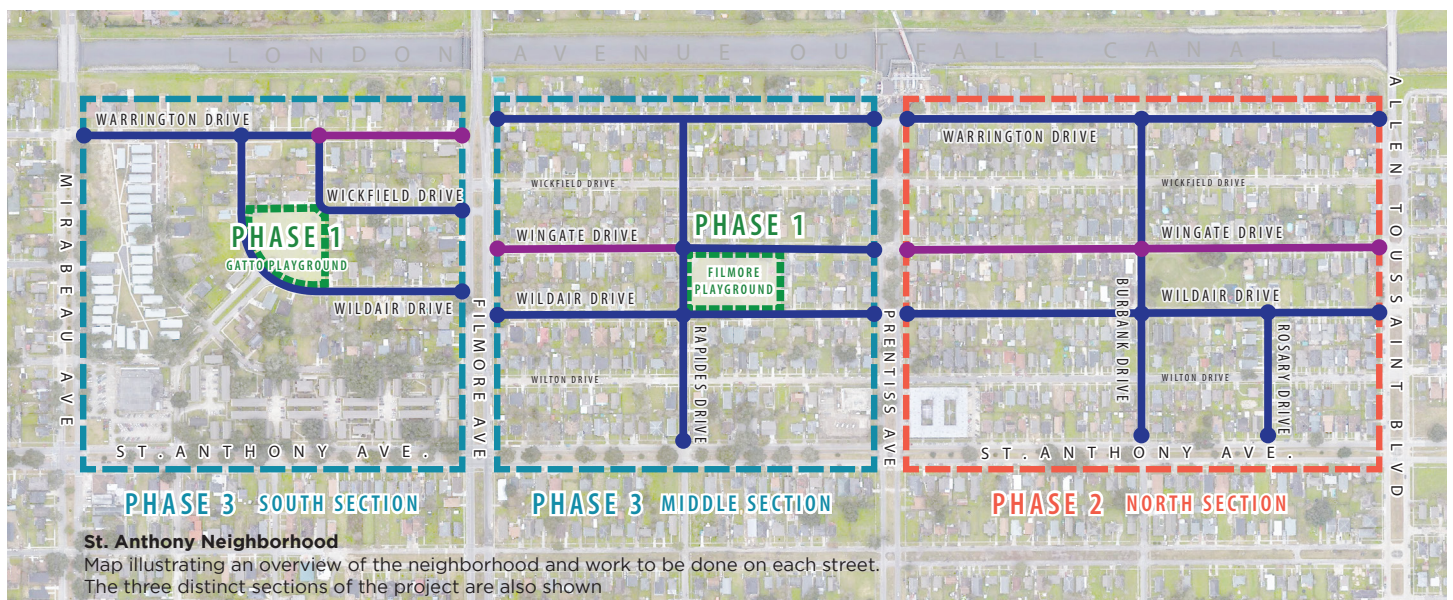 LONDON AVENUE OUTFALL CANAL
WARRINGTON DRIVE
WICKFIELD DRIVE
PHASE 1
GATTO PLAYGROUND
WILDAIR DRIVE
MIRABEAU AVE
FILMORE AVE
ST. ANTHONY AVE.
PHASE 3 SOUTH SECTION
WICKFIELD DRIVE
WINGATE DRIVE
PHASE 1
FILMORE
PLAYGROUND
WILDAIR DRIVE
RAPIDES DRIVE
WILTON DRIVE
PRENTISS AVE
PHASE 3 MIDDLE SECTION
WARRINGTON DRIVE
WICKFIELD DRIVE
WINGATE DRIVE
BURBANK DRIVE
WILDAIR DRIVE
ROSARY DRIVE
WILTON DRIVE
ST. ANTHONY AVE.
ALLEN TOUSSAINT BLVD
PHASE 2 NORTH SECTION
St. Anthony Neighborhood
Map illustrating an overview of the neighborhood and work to be done on each street.
The three distinct sections of the project are also shown